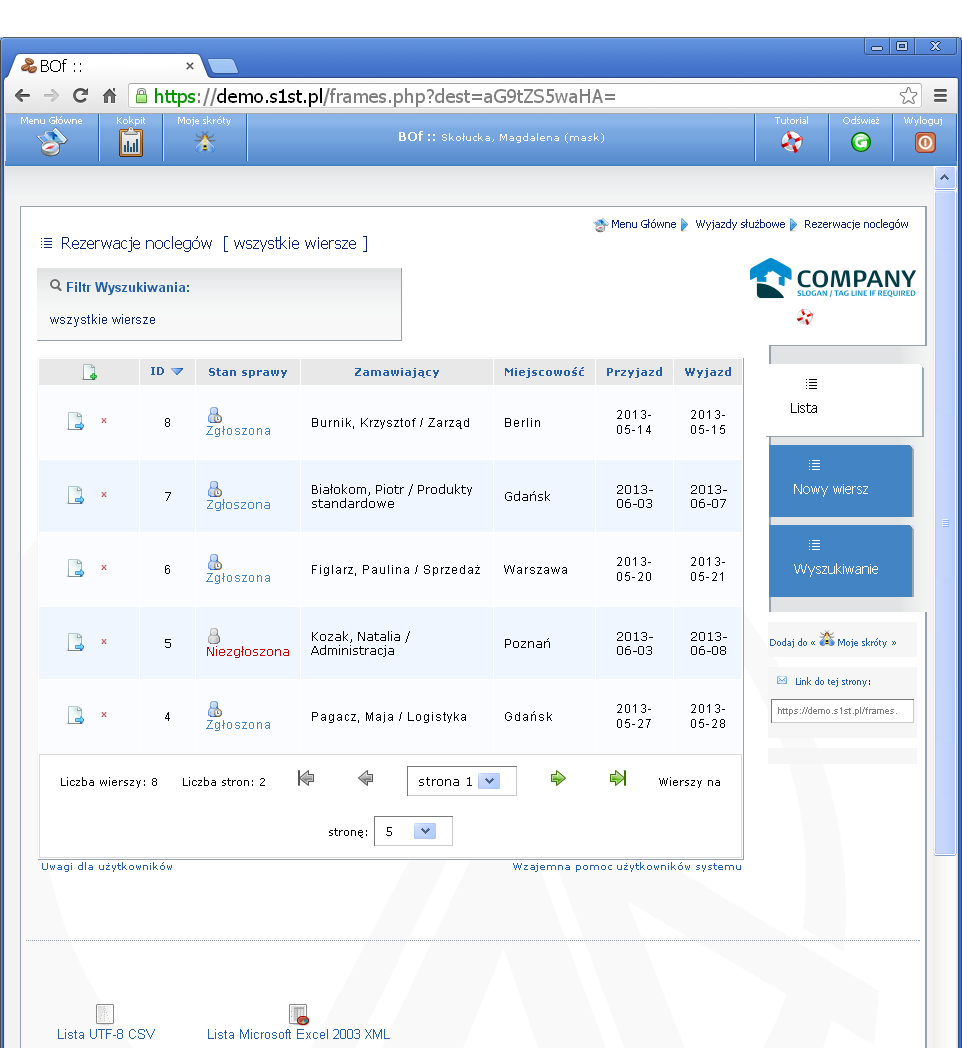 BOf ::
https://demo.s1st.pl/frames.php?dest=aG9tZS5waHA=
Menu Główne
Kokpit
Moje skróty
BOf :: Skołucka, Magdalena (mask)
Tutorial
Odśwież
Wyloguj
Menu Główne Wyjazdy służbowe Rezerwacje noclegów
Rezerwacje noclegów [ wszystkie wiersze ]
Filtr Wyszukiwania:
wszystkie wiersze
COMPANY
SLOGAN / TAG LINE IF REQUIRED
ID Stan sprawy Zamawiający Miejscowość Przyjazd Wyjazd
8 Zgłoszona Burnik, Krzysztof / Zarząd Berlin 2013-05-14 2013-05-15
7 Zgłoszona Białokom, Piotr / Produkty standardowe Gdańsk 2013-06-03 2013-06-07
6 Zgłoszona Figlarz, Paulina / Sprzedaż Warszawa 2013-05-20 2013-05-21
5 Niezgłoszona Kozak, Natalia / Administracja Poznań 2013-06-03 2013-06-08
4 Zgłoszona Pagacz, Maja / Logistyka Gdańsk 2013-05-27 2013-05-28
Liczba wierszy: 8 Liczba stron: 2 strona 1 Wierszy na
stronę: 5
Uwagi dla użytkowników
Wzajemna pomoc użytkowników systemu
Lista
Nowy wiersz
Wyszukiwanie
Dodaj do « Moje skróty »
Link do tej strony:
https://demo.s1st.pl/frames.
Lista UTF-8 CSV
Lista Microsoft Excel 2003 XML